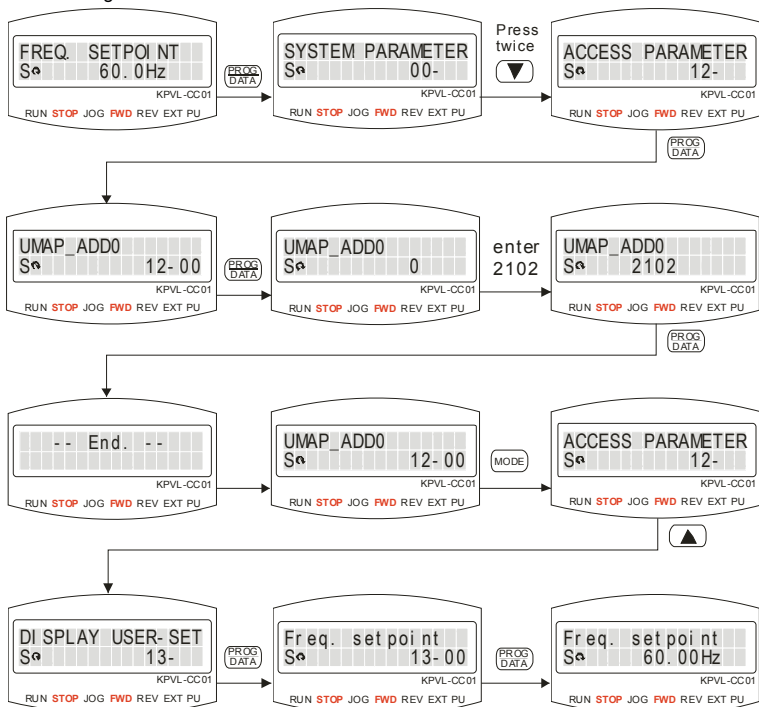 FREQ. SETPOINT
S 60.0Hz
KPVL-CC01
RUN STOP JOG FWD REV EXT PU
PROG
DATA
SYSTEM PARAMETER
S 00-
KPVL-CC01
RUN STOP JOG FWD REV EXT PU
Press
twice
ACCESS PARAMETER
S 12-
KPVL-CC01
RUN STOP JOG FWD REV EXT PU
PROG
DATA
UMAP_ADD0
S 12-00
KPVL-CC01
RUN STOP JOG FWD REV EXT PU
PROG
DATA
UMAP_ADD0
S 0
KPVL-CC01
RUN STOP JOG FWD REV EXT PU
enter
2102
UMAP_ADD0
S 2102
KPVL-CC01
RUN STOP JOG FWD REV EXT PU
PROG
DATA
-- End. --
KPVL-CC01
RUN STOP JOG FWD REV EXT PU
UMAP_ADD0
S 12-00
KPVL-CC01
RUN STOP JOG FWD REV EXT PU
MODE
ACCESS PARAMETER
S 12-
KPVL-CC01
RUN STOP JOG FWD REV EXT PU
DISPLAY USER-SET
S 13-
KPVL-CC01
RUN STOP JOG FWD REV EXT PU
PROG
DATA
Freq. setpoint
S 13-00
KPVL-CC01
RUN STOP JOG FWD REV EXT PU
PROG
DATA
Freq. setpoint
S 60.00Hz
KPVL-CC01
RUN STOP JOG FWD REV EXT PU